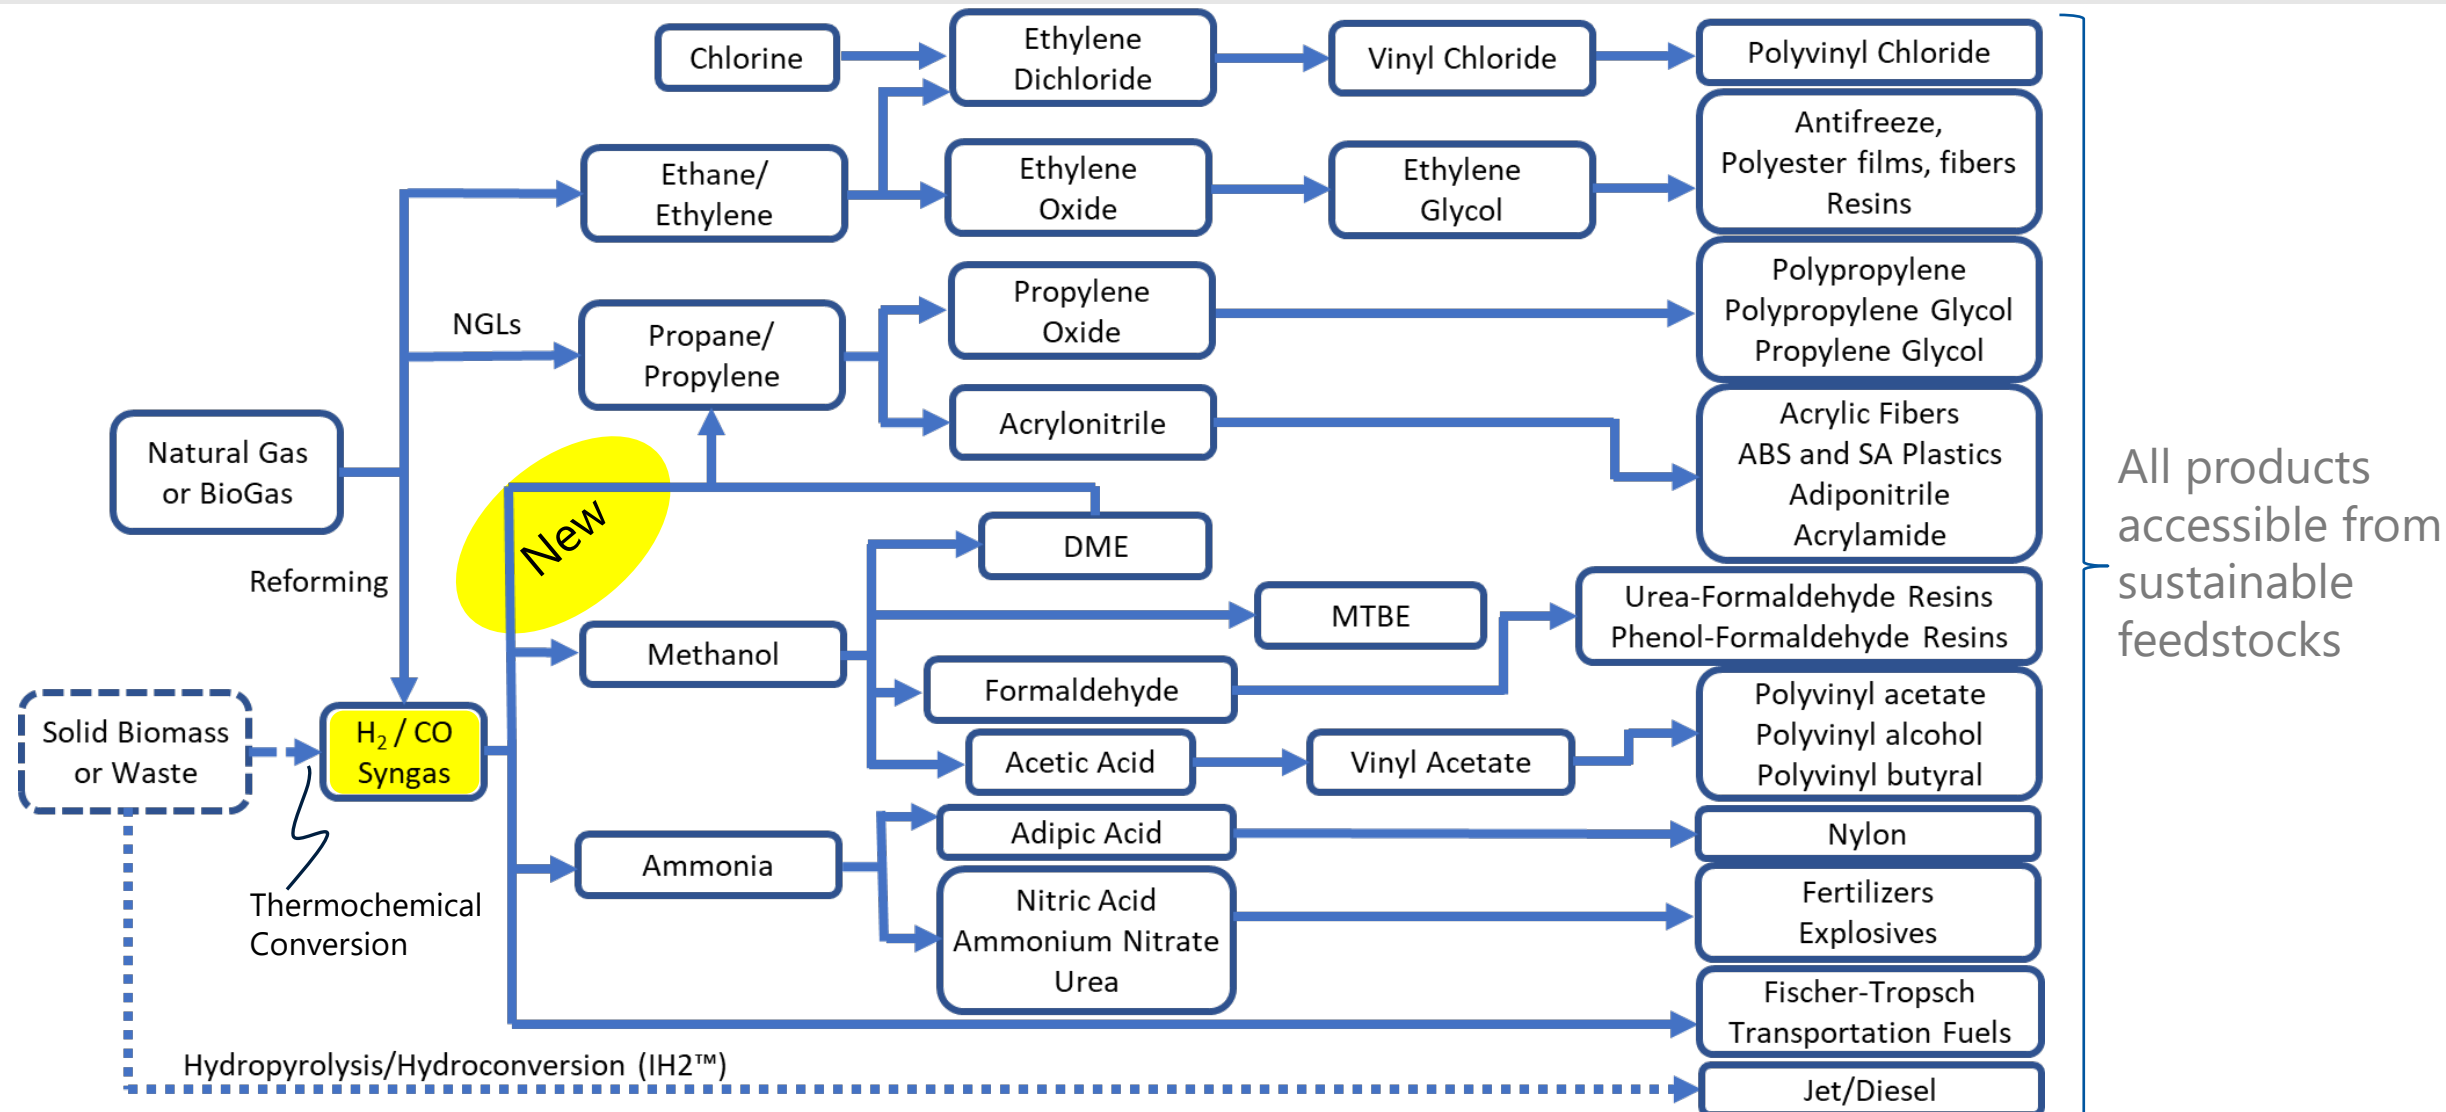 Chlorine
Ethylene
Dichloride
Vinyl Chloride
Polyvinyl Chloride
Ethane/
Ethylene
Ethylene
Oxide
Ethylene
Glycol
Antifreeze,
Polyester films, fibers
Resins
NGLs
Propane/
Propylene
Propylene
Oxide
Polypropylene
Polypropylene Glycol
Propylene Glycol
Acrylonitrile
Acrylic Fibers
ABS and SA Plastics
Adiponitrile
Acrylamide
Natural Gas
or BioGas
New
Reforming
DME
MTBE
Methanol
Formaldehyde
Urea-Formaldehyde Resins
Phenol-Formaldehyde Resins
Solid Biomass
or Waste
H₂ / CO
Syngas
Acetic Acid
Vinyl Acetate
Polyvinyl acetate
Polyvinyl alcohol
Polyvinyl butyral
Thermochemical
Conversion
Ammonia
Adipic Acid
Nylon
Nitric Acid
Ammonium Nitrate
Urea
Fertilizers
Explosives
Fischer-Tropsch
Transportation Fuels
Hydropyrolysis/Hydroconversion (IH2™)
Jet/Diesel
All products
accessible from
sustainable
feedstocks